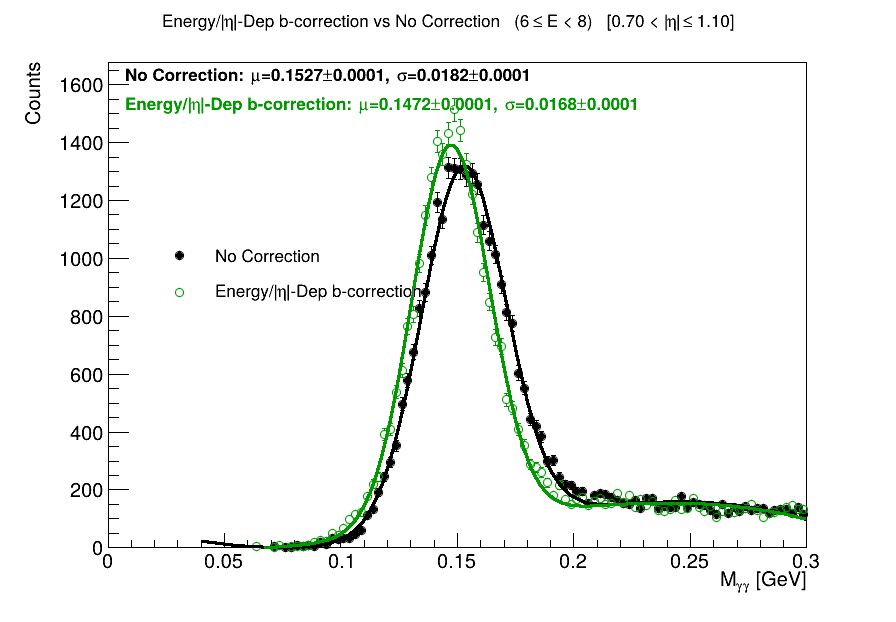 Energy/|η|-Dep b-correction vs No Correction (6 ≤ E < 8) [0.70 < |η| ≤ 1.10]
No Correction: μ=0.1527±0.0001, σ=0.0182±0.0001
Energy/|η|-Dep b-correction: μ=0.1472±0.0001, σ=0.0168±0.0001
Counts
1600
1400
1200
1000
800
600
400
200
0
No Correction
Energy/|η|-Dep b-correction
0 0.05 0.1 0.15 0.2 0.25 0.3
Mγγ [GeV]